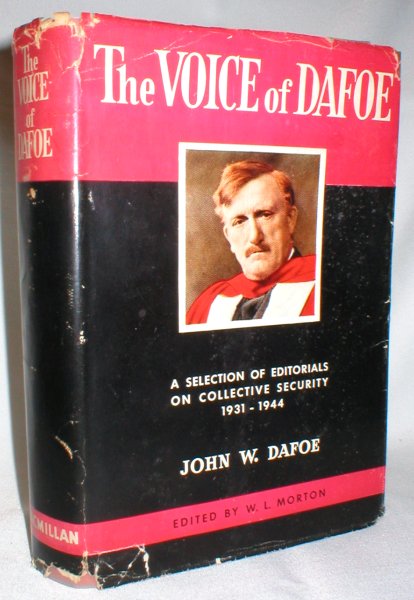 The VOICE of DAFOE
A SELECTION OF EDITORIALS
ON COLLECTIVE SECURITY
1931 - 1944
JOHN W. DAFOE
EDITED BY W. L. MORTON
The
VOICE
of
DAFOE
MILLAN